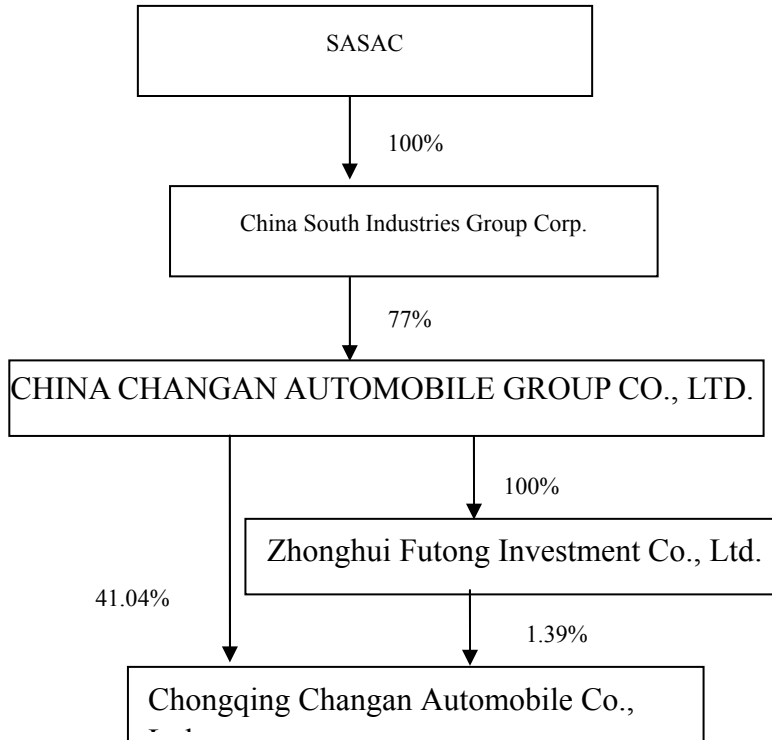 SASAC
100%
China South Industries Group Corp.
77%
CHINA CHANGAN AUTOMOBILE GROUP CO., LTD.
100%
Zhonghui Futong Investment Co., Ltd.
41.04%
1.39%
Chongqing Changan Automobile Co.,